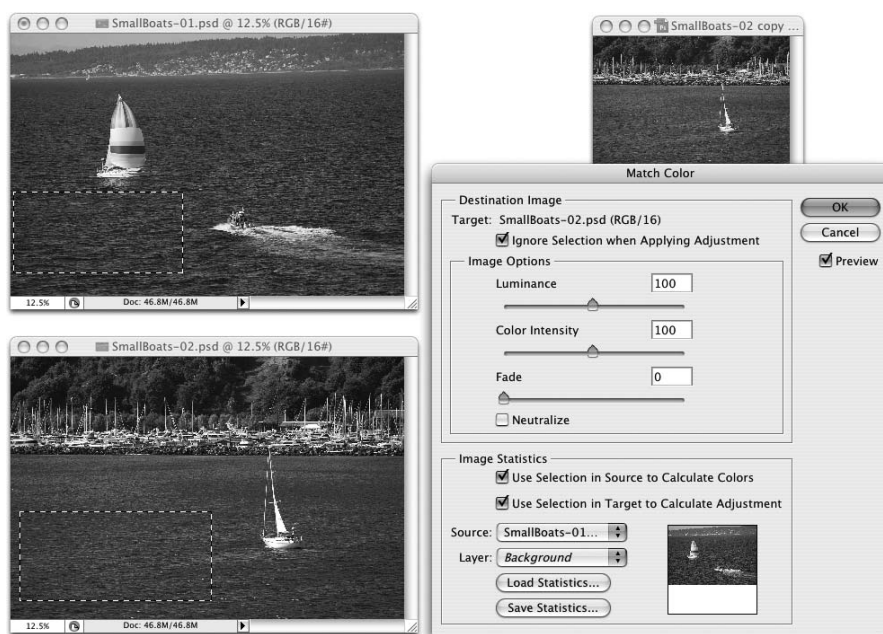 SmallBoats-01.psd @ 12.5% (RGB/16#)
12.5%
Doc: 46.8M/46.8M
SmallBoats-02.psd @ 12.5% (RGB/16#)
12.5%
Doc: 46.8M/46.8M
SmallBoats-02 copy ...
Match Color
Destination Image
Target: SmallBoats-02.psd (RGB/16)
Ignore Selection when Applying Adjustment
Image Options
Luminance 100
Color Intensity 100
Fade 0
Neutralize
Image Statistics
Use Selection in Source to Calculate Colors
Use Selection in Target to Calculate Adjustment
Source: SmallBoats-01...
Layer: Background
Load Statistics...
Save Statistics...
OK
Cancel
Preview